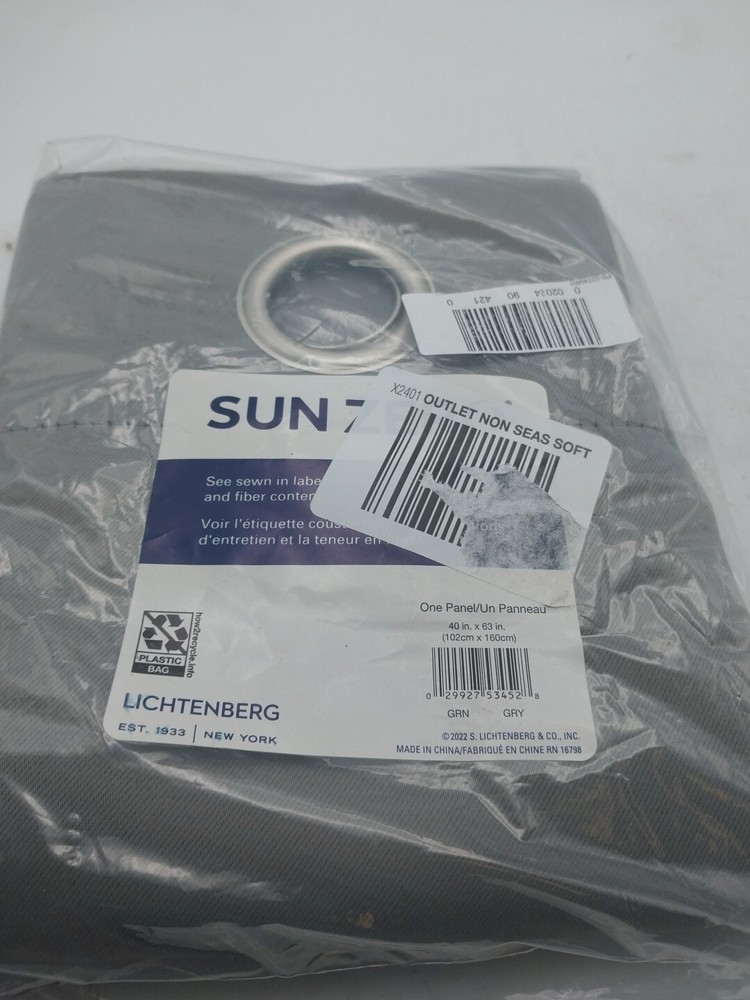 0 02024 90 421 0
X2401 OUTLET NON SEAS SOFT
SUN
®
See sewn in labe
and fiber conten
Voir l'étiquette cous
d'entretien et la teneur en
One Panel/Un Panneau
40 in. x 63 in.
(102cm x 160cm)
0 29927 53452 8
GRN GRY
how2recycle.info
PLASTIC
BAG
LICHTENBERG
EST. 1933 | NEW YORK
©2022 S. LICHTENBERG & CO., INC.
MADE IN CHINA/FABRIQUÉ EN CHINE RN 16798